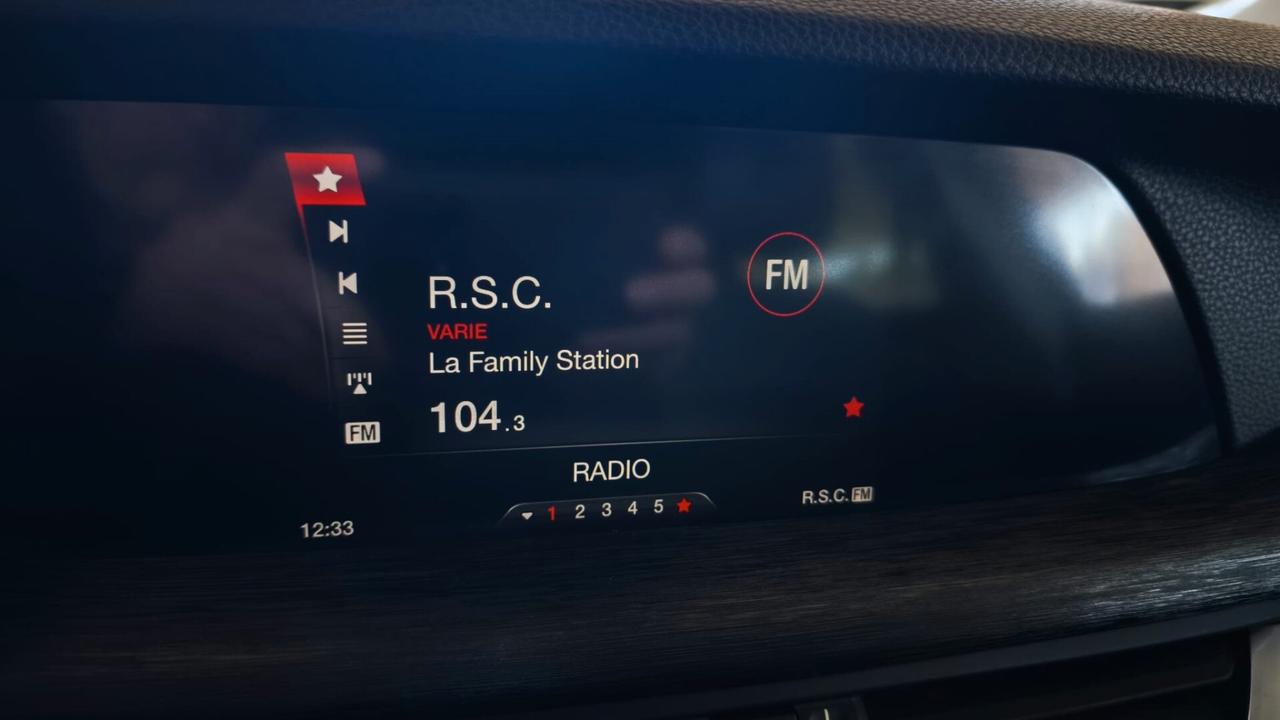 R.S.C.
FM
VARIE
La Family Station
104.3
FM
RADIO
1 2 3 4 5
R.S.C. FM
12:33